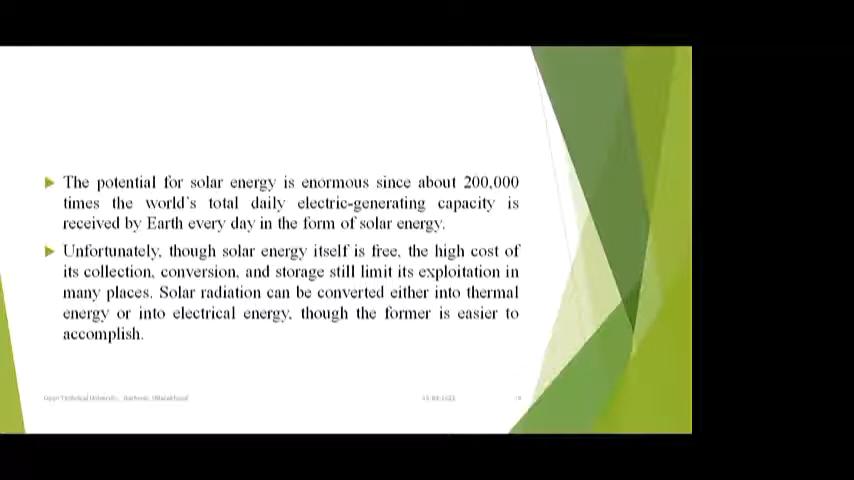 The potential for solar energy is enormous since about 200,000
times the world's total daily electric-generating capacity is
received by Earth every day in the form of solar energy.
Unfortunately, though solar energy itself is free, the high cost of
its collection, conversion, and storage still limit its exploitation in
many places. Solar radiation can be converted either into thermal
energy or into electrical energy, though the former is easier to
accomplish.
Technical University, Uttarakhand